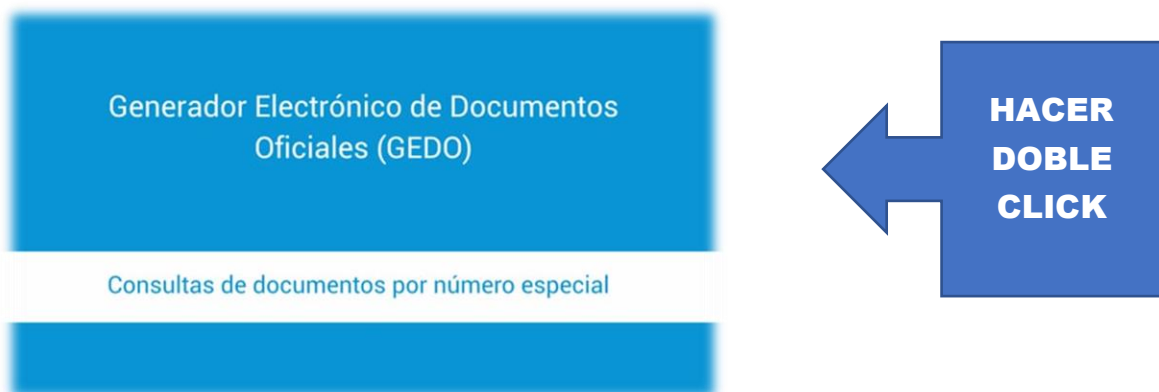 Generador Electrónico de Documentos
Oficiales (GEDO)
Consultas de documentos por número especial
HACER
DOBLE
CLICK